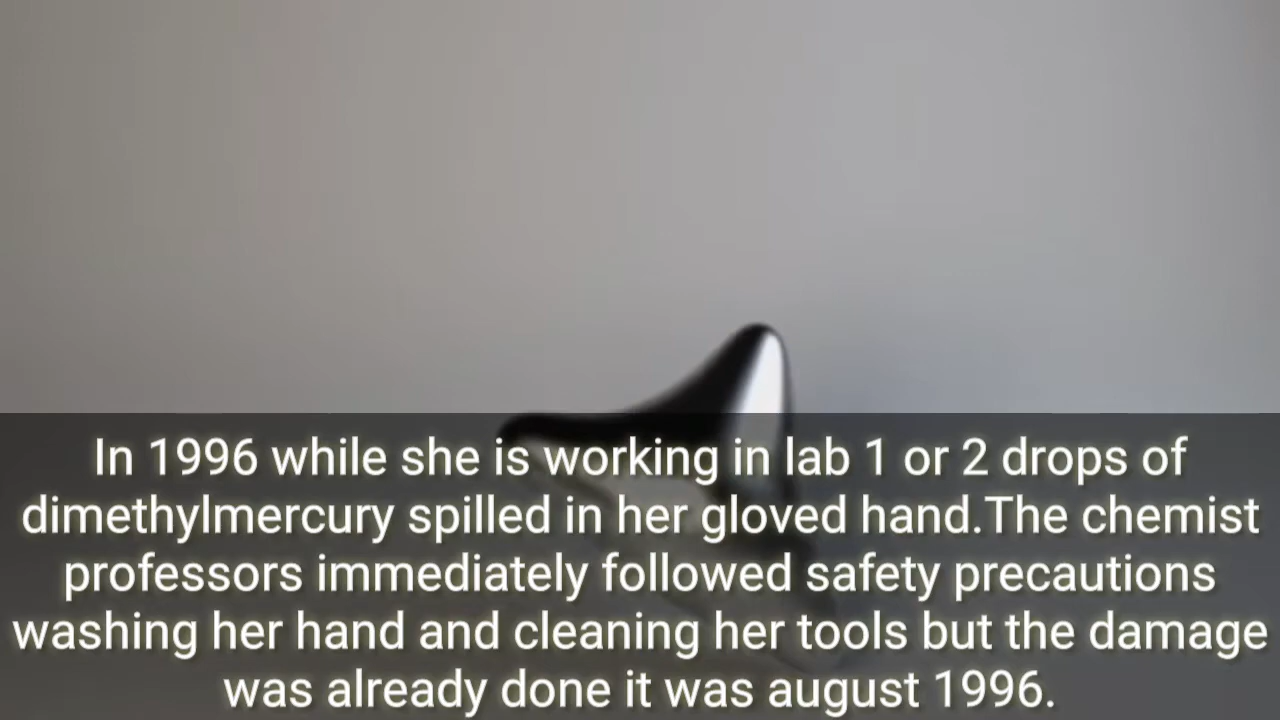 In 1996 while she is working in lab 1 or 2 drops of
dimethylmercury spilled in her gloved hand.The chemist
professors immediately followed safety precautions
washing her hand and cleaning her tools but the damage
was already done it was august 1996.